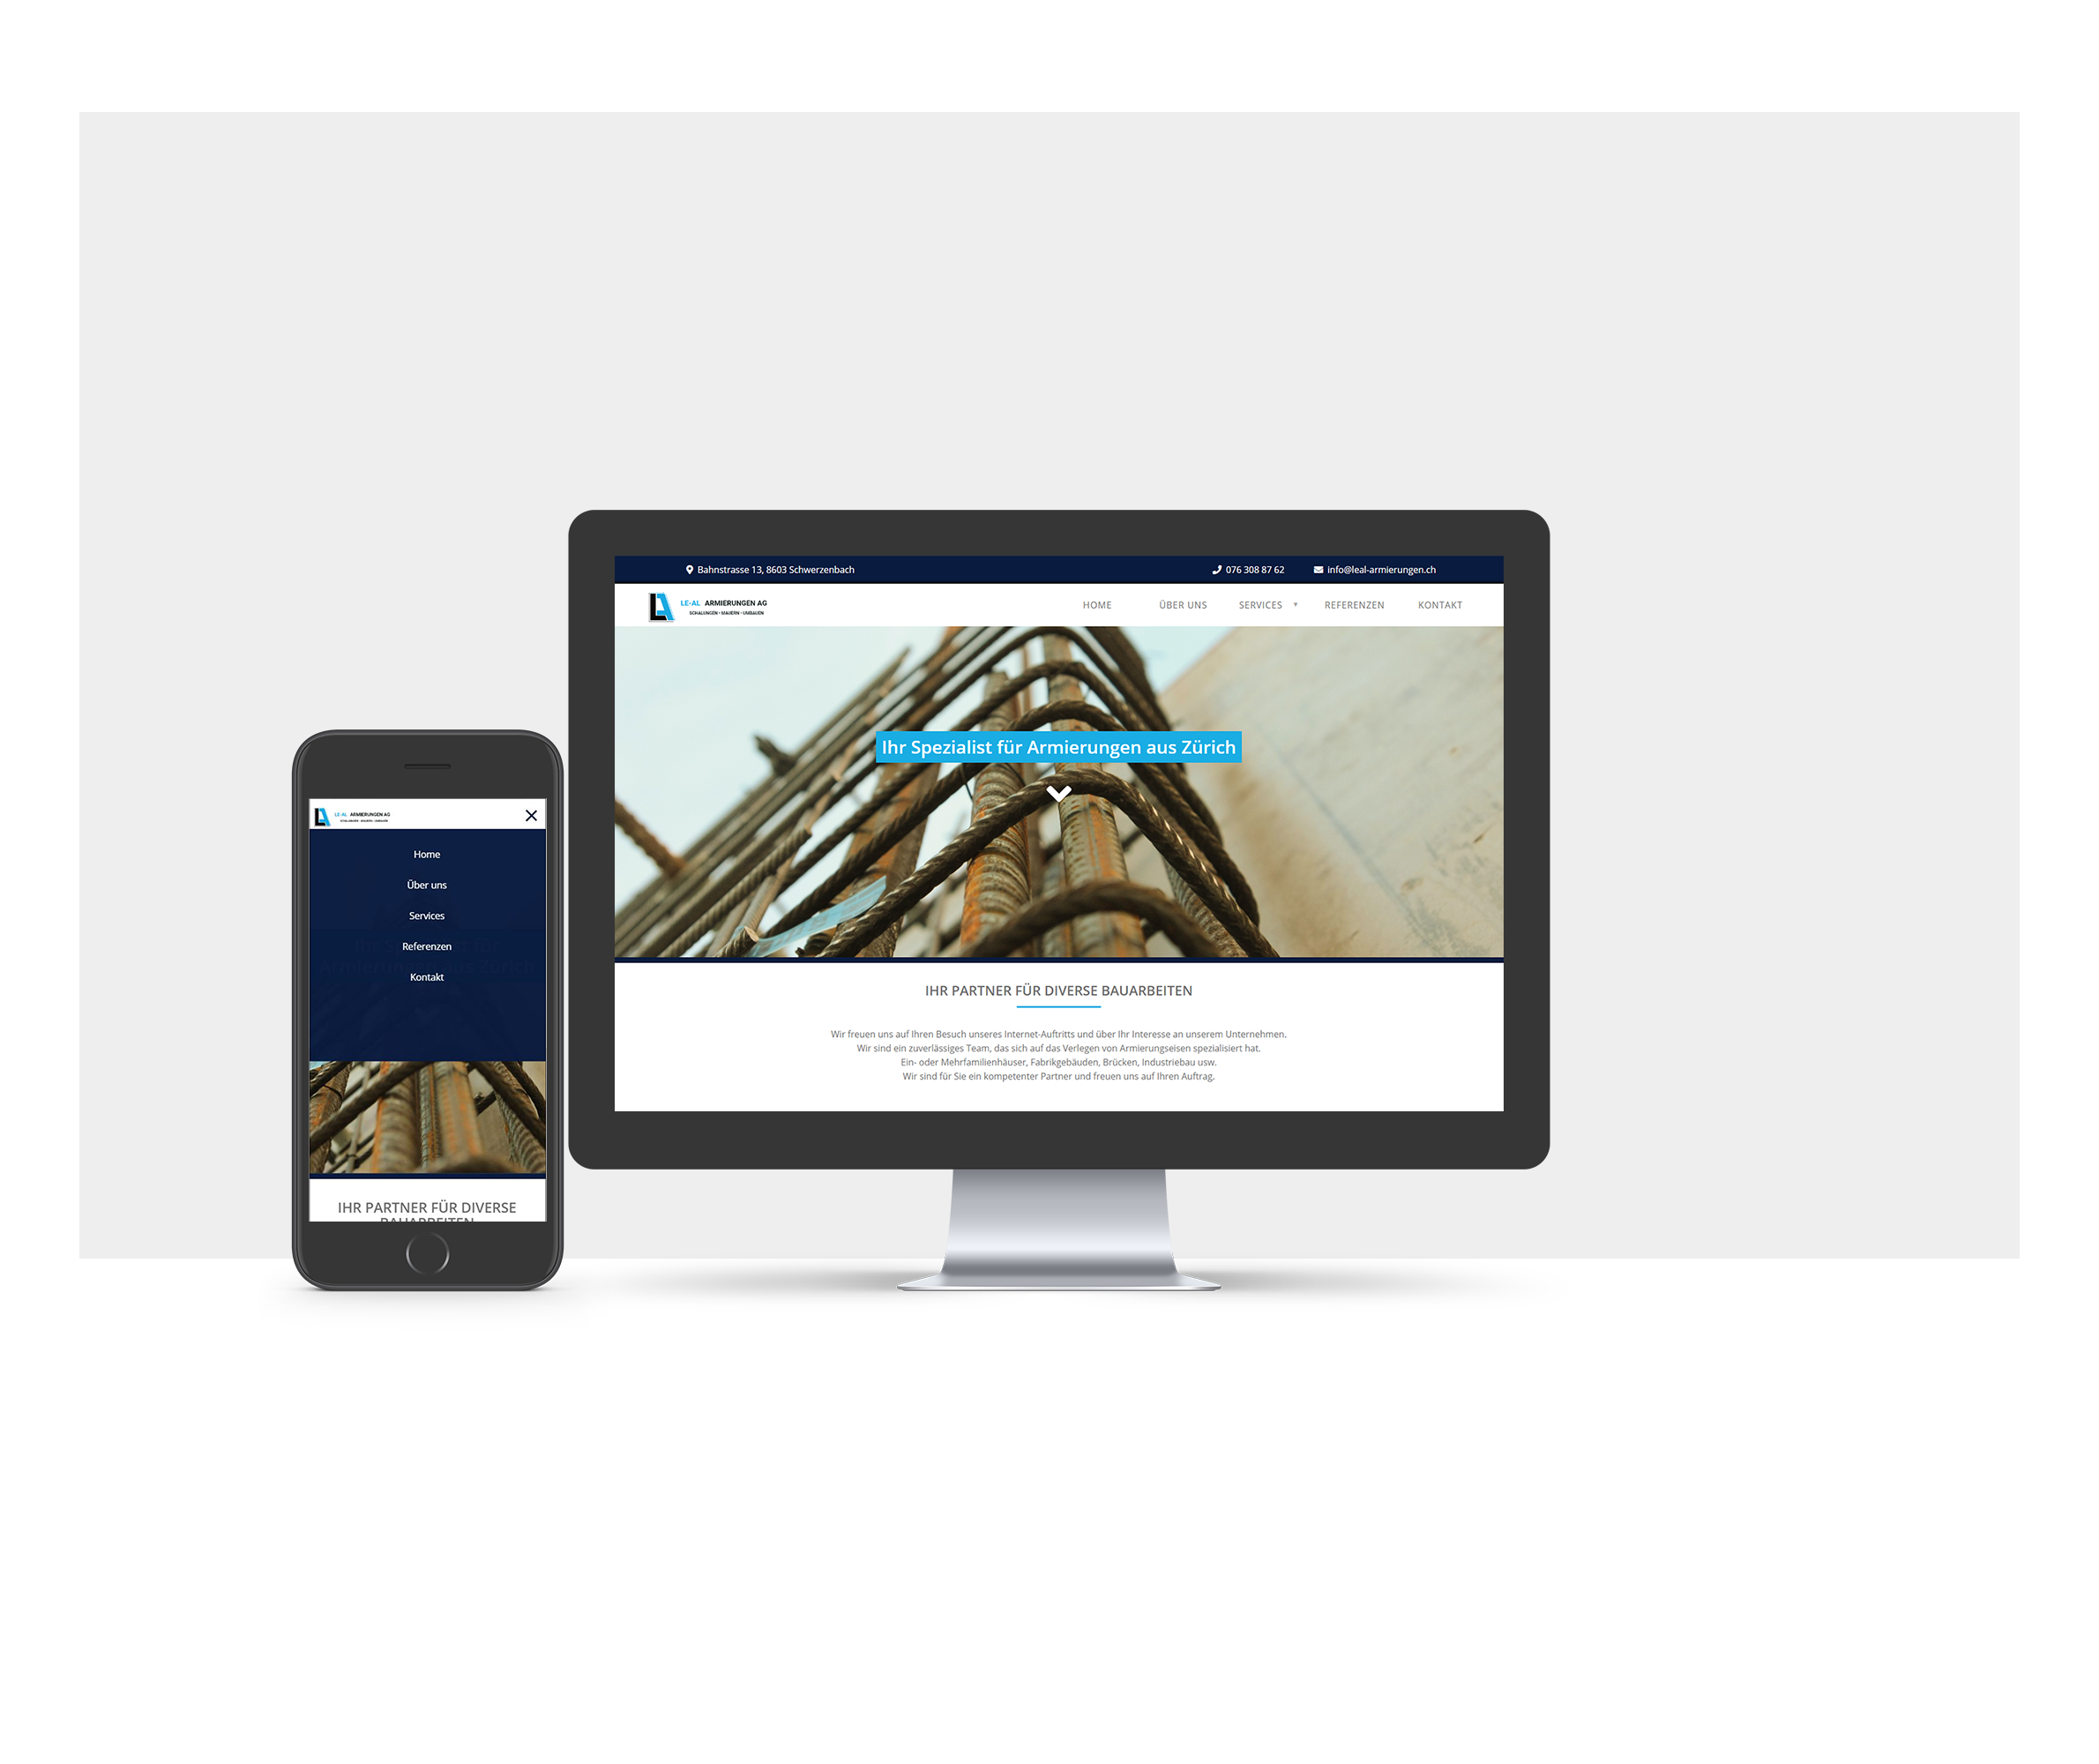 Bahnstrasse 13, 8603 Schwerzenbach
076 308 87 62
info@leal-armierungen.ch
LE-AL ARMIERUNGEN AG
SCHALUNGEN • MAUERN • UMBAUEN
HOME ÜBER UNS SERVICES REFERENZEN KONTAKT
Ihr Spezialist für Armierungen aus Zürich
IHR PARTNER FÜR DIVERSE BAUARBEITEN
Wir freuen uns auf Ihren Besuch unseres Internet-Auftritts und über Ihr Interesse an unserem Unternehmen.
Wir sind ein zuverlässiges Team, das sich auf das Verlegen von Armierungseisen spezialisiert hat.
Ein- oder Mehrfamilienhäuser, Fabrikgebäuden, Brücken, Industriebau usw.
Wir sind für Sie ein kompetenter Partner und freuen uns auf Ihren Auftrag.
LE-AL ARMIERUNGEN AG
SCHALUNGEN • MAUERN • UMBAUEN
Home
Über uns
Services
Referenzen
Kontakt
IHR PARTNER FÜR DIVERSE
BAUARBEITEN